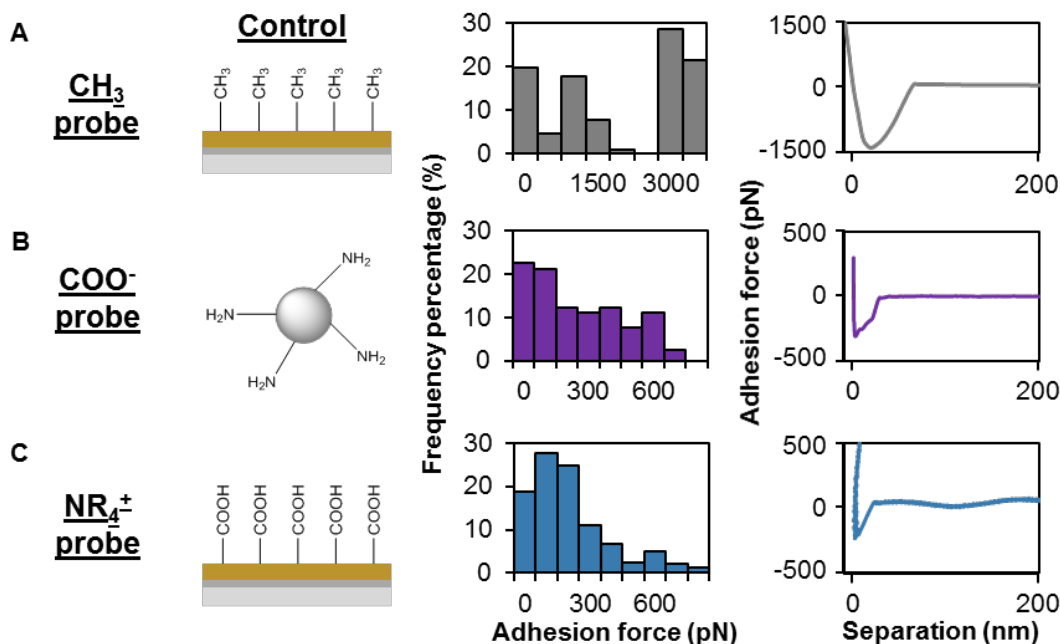 A
CH3
probe
Control
CH3 CH3 CH3 CH3 CH3
30
20
10
0
0 1500 3000
1500
0
-1500
0 200
B
COO-
probe
NH2
H2N
NH2
H2N
30
20
10
0
0 300 600
500
0
-500
0 200
C
NR4+
probe
COOH COOH COOH COOH COOH
30
20
10
0
0 300 600
500
0
-500
0 200
Frequency percentage (%)
Adhesion force (pN)
Adhesion force (pN)
Separation (nm)